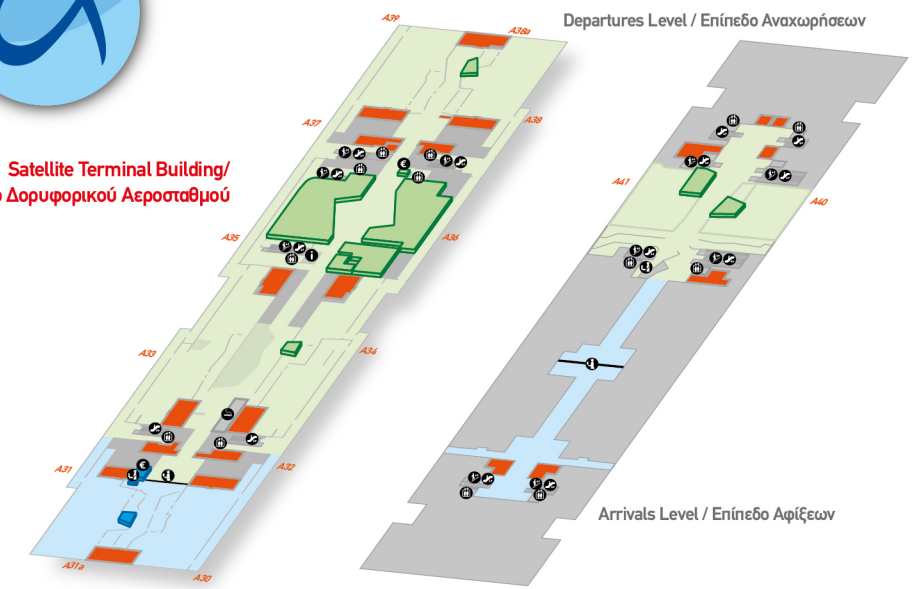 Departures Level / Επίπεδο Αναχωρήσεων
A39
A38a
A37
A38
Satellite Terminal Building/
Δορυφορικού Αεροσταθμού
A35
A36
A41
A40
A33
A34
A31
A32
A31a
A30
Arrivals Level / Επίπεδο Αφίξεων